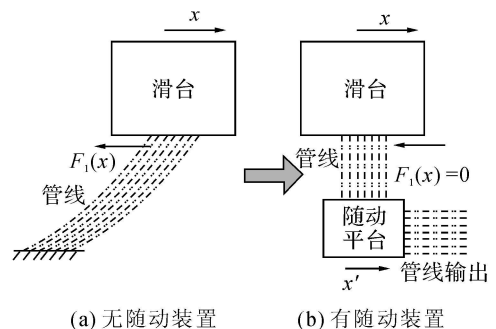 x
滑台
F₁(x)
管线
(a) 无随动装置
x
滑台
管线
F₁(x) =0
随动
平台
x′
管线输出
(b) 有随动装置